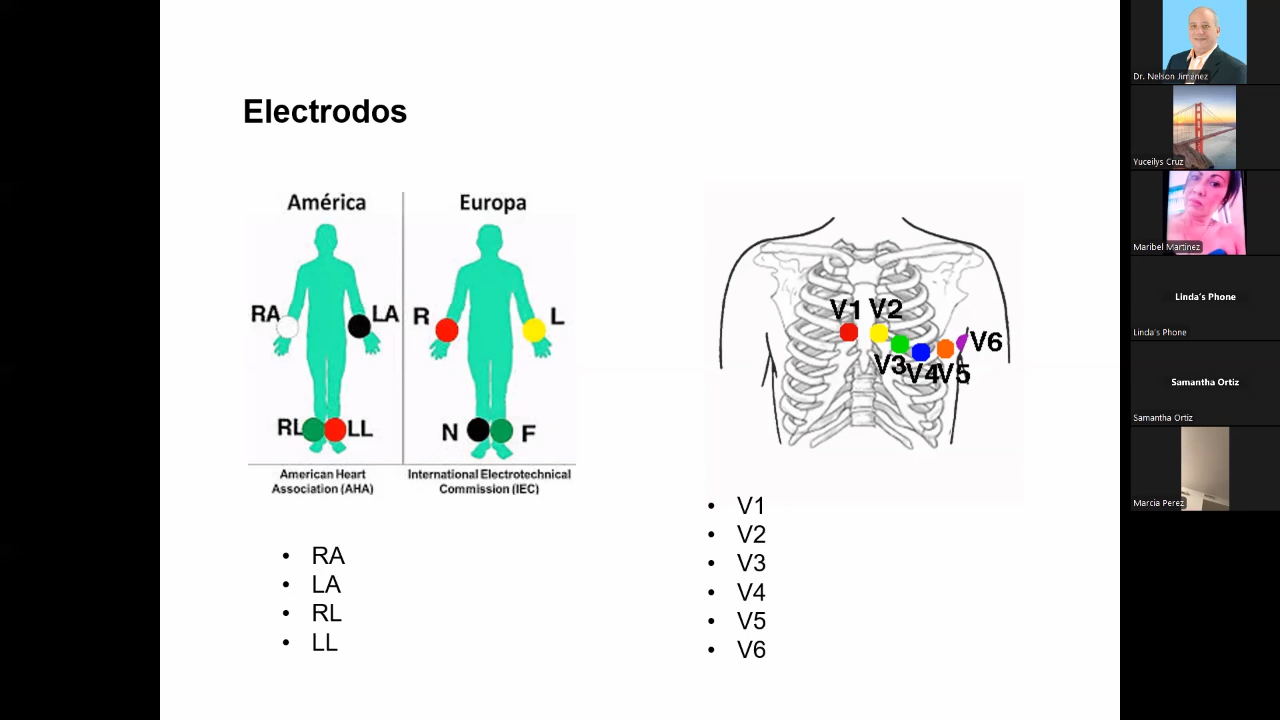 Electrodos
América
Europa
RA
LA
R
L
RL
LL
N
F
American Heart
Association (AHA)
International Electrotechnical
Commission (IEC)
• RA
• LA
• RL
• LL
V1
V2
V3
V4
V5
V6
• V1
• V2
• V3
• V4
• V5
• V6
Dr. Nelson Jiménez
Yuceilys Cruz
Maribel Martinez
Linda's Phone
Linda's Phone
Samantha Ortiz
Samantha Ortiz
Marcia Perez